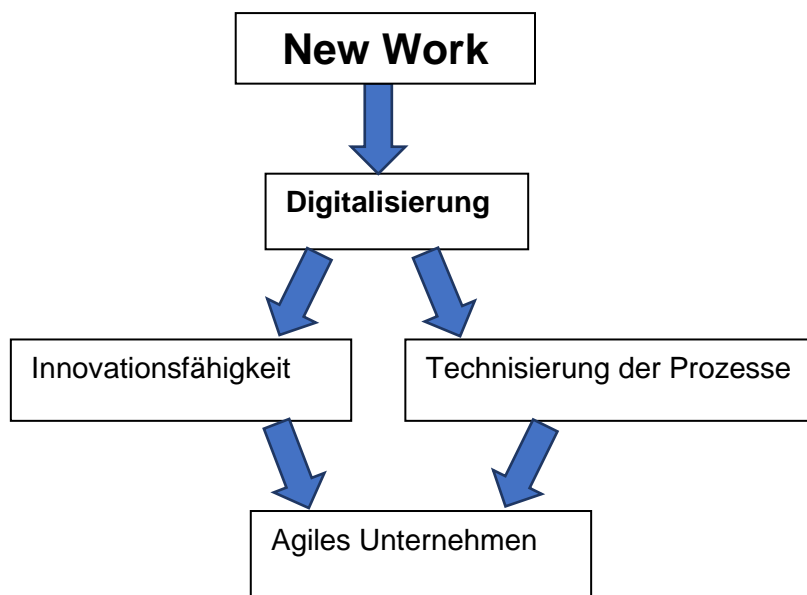 New Work
Digitalisierung
Innovationsfähigkeit
Technisierung der Prozesse
Agiles Unternehmen